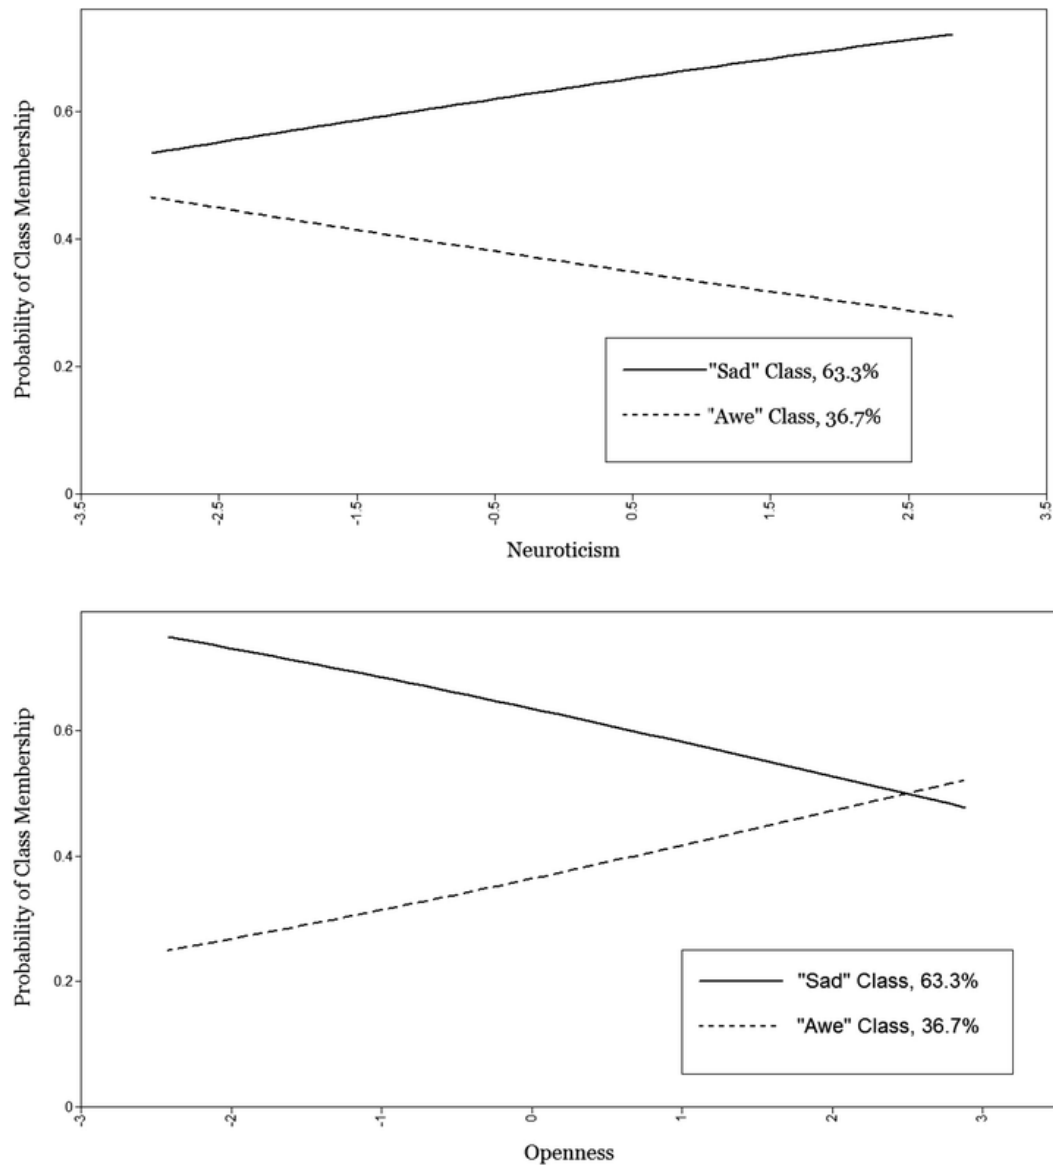 Probability of Class Membership
0.6
0.4
0.2
0
"Sad" Class, 63.3%
"Awe" Class, 36.7%
-3.5
-2.5
-1.5
-0.5
0.5
1.5
2.5
3.5
Neuroticism
Probability of Class Membership
0.6
0.4
0.2
0
"Sad" Class, 63.3%
"Awe" Class, 36.7%
-3
-2
-1
0
1
2
3
Openness